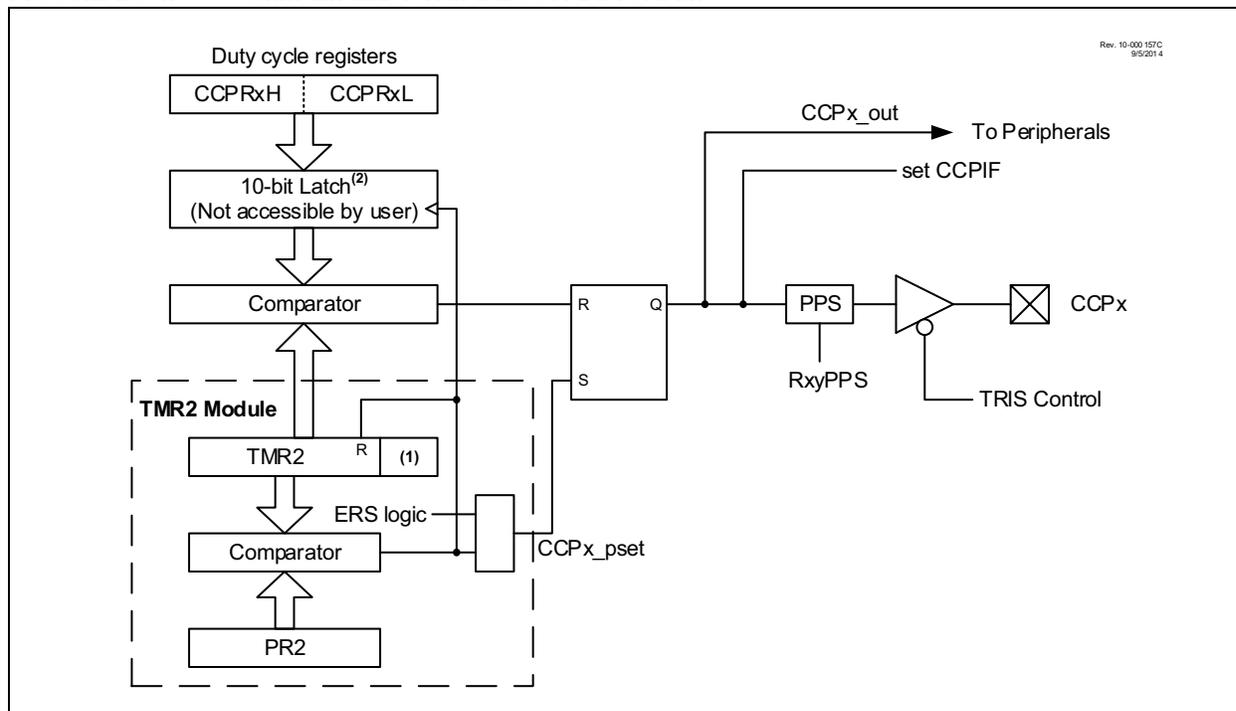 Rev. 10-000 157C
9/5/201 4
Duty cycle registers
CCPRxH CCPRxL
CCPx_out
To Peripherals
10-bit Latch(2)
(Not accessible by user)
set CCPIF
Comparator
R Q
PPS
CCPx
RxyPPS
S
TRIS Control
TMR2 Module
TMR2 R (1)
ERS logic
Comparator
CCPx_pset
PR2